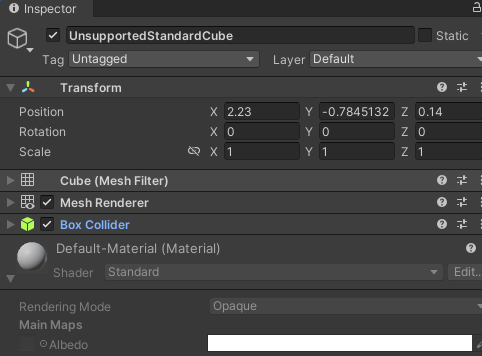 Inspector
UnsupportedStandardCube Static
Tag Untagged Layer Default
Transform
Position X 2.23 Y -0.7845132 Z 0.14
Rotation X 0 Y 0 Z 0
Scale X 1 Y 1 Z 1
Cube (Mesh Filter)
Mesh Renderer
Box Collider
Default-Material (Material)
Shader Standard Edit..
Rendering Mode Opaque
Main Maps
Albedo